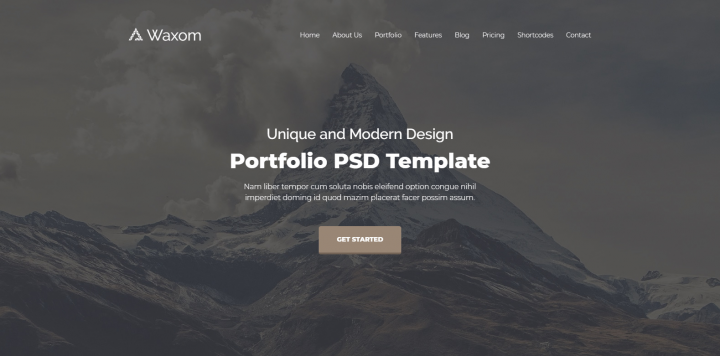 Waxom
Home About Us Portfolio Features Blog Pricing Shortcodes Contact
Unique and Modern Design
Portfolio PSD Template
Nam liber tempor cum soluta nobis eleifend option congue nihil
imperdiet doming id quod mazim placerat facer possim assum.
GET STARTED